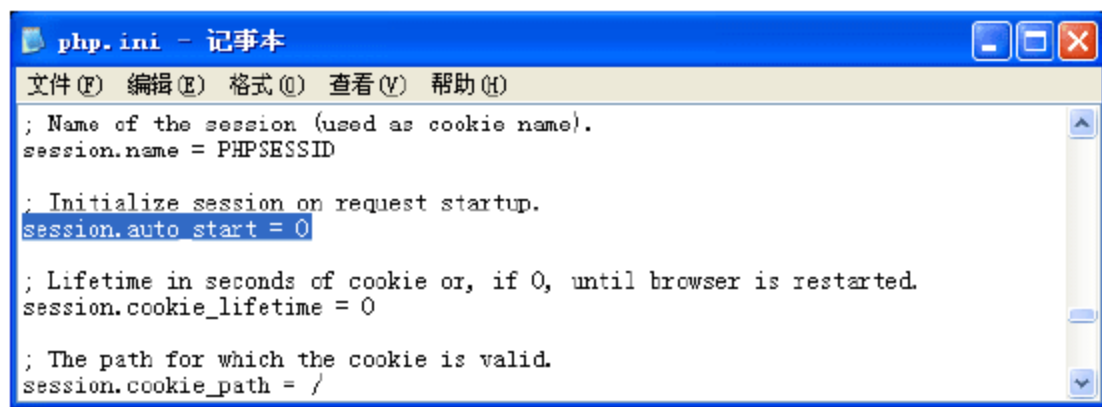 php.ini - 记事本
文件(F) 编辑(E) 格式(O) 查看(V) 帮助(H)
; Name of the session (used as cookie name).
session.name = PHPSESSID
; Initialize session on request startup.
session.auto_start = 0
; Lifetime in seconds of cookie or, if 0, until browser is restarted.
session.cookie_lifetime = 0
; The path for which the cookie is valid.
session.cookie_path = /